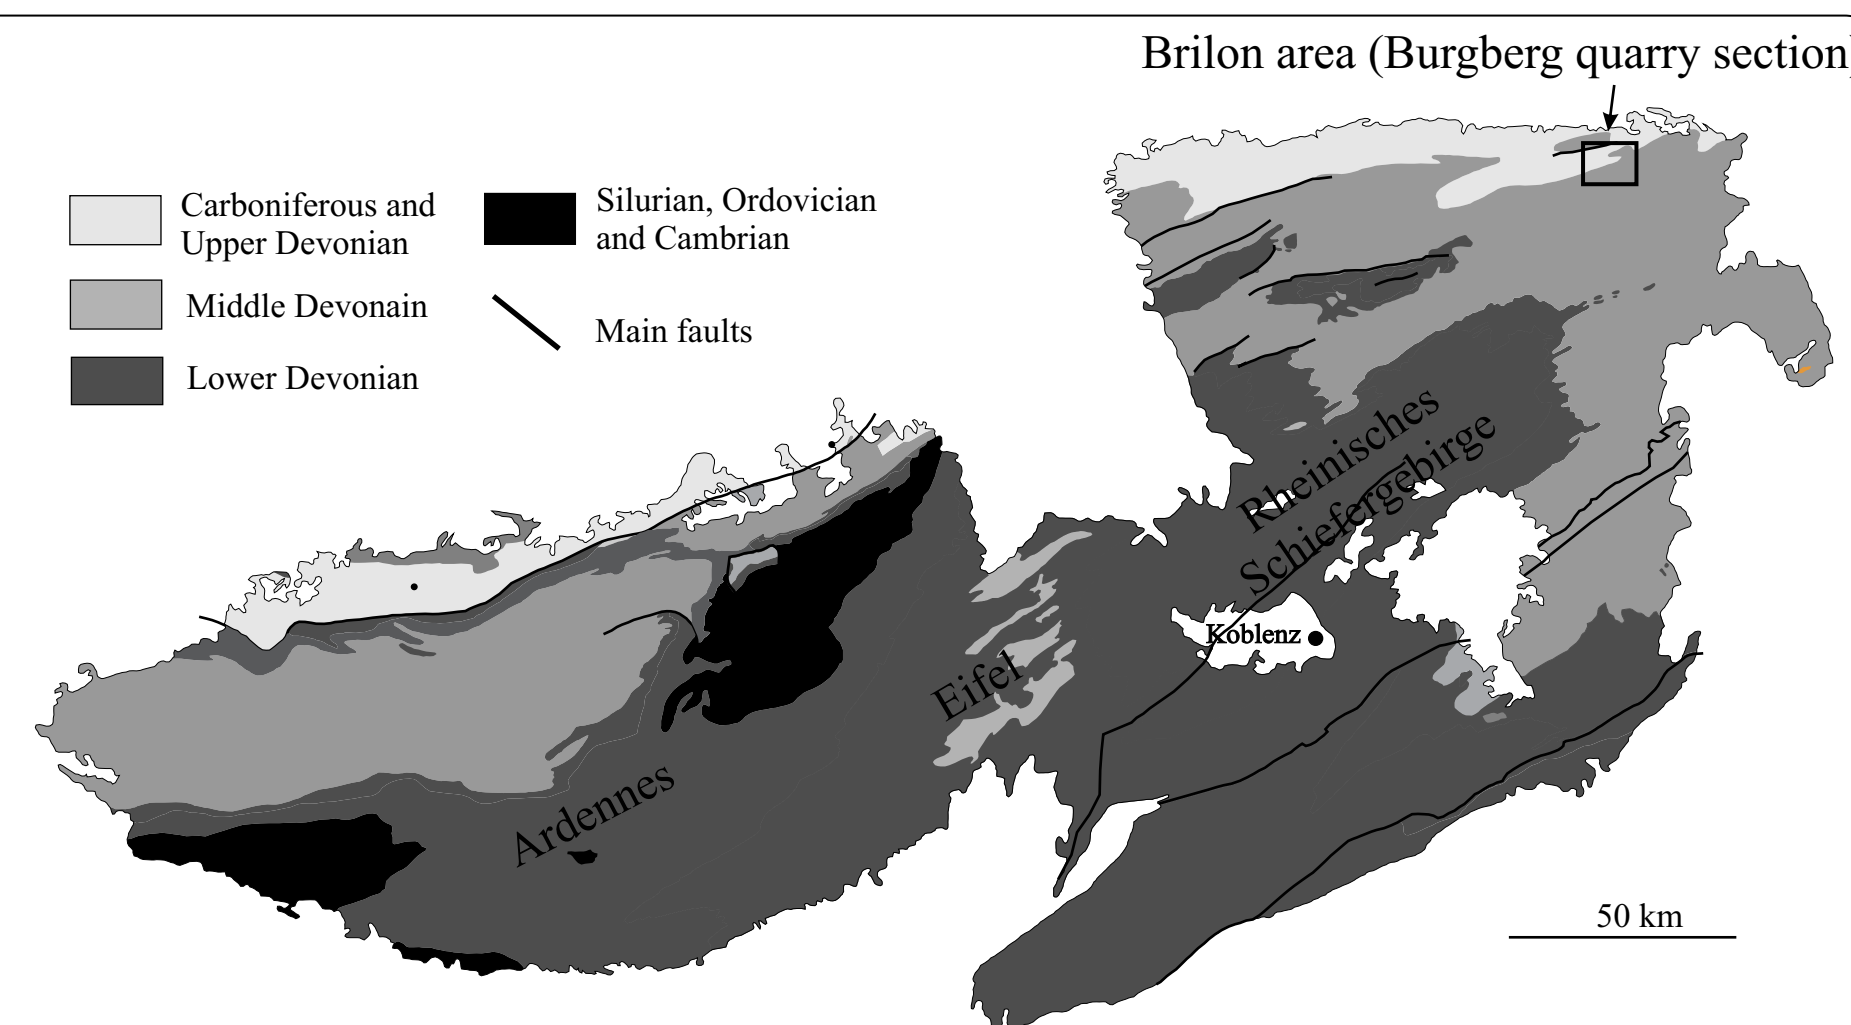 Brilon area (Burgberg quarry section)
Carboniferous and
Upper Devonian
Silurian, Ordovician
and Cambrian
Middle Devonain
Main faults
Lower Devonian
Rheinisches
Schiefergebirge
Koblenz
Eifel
Ardennes
50 km